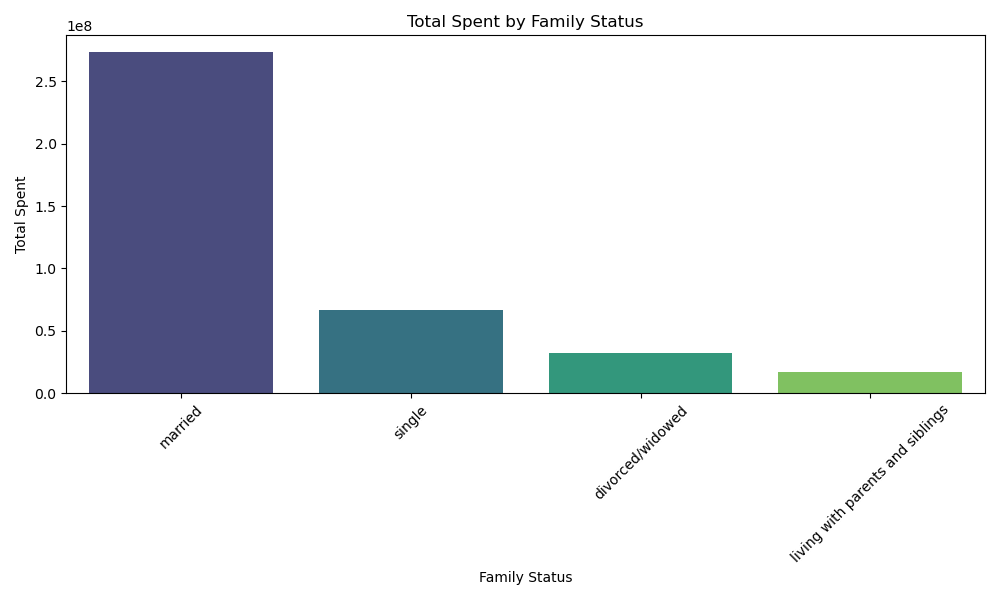 Total Spent by Family Status
1e8
Total Spent
2.5
2.0
1.5
1.0
0.5
0.0
married
single
divorced/widowed
living with parents and siblings
Family Status